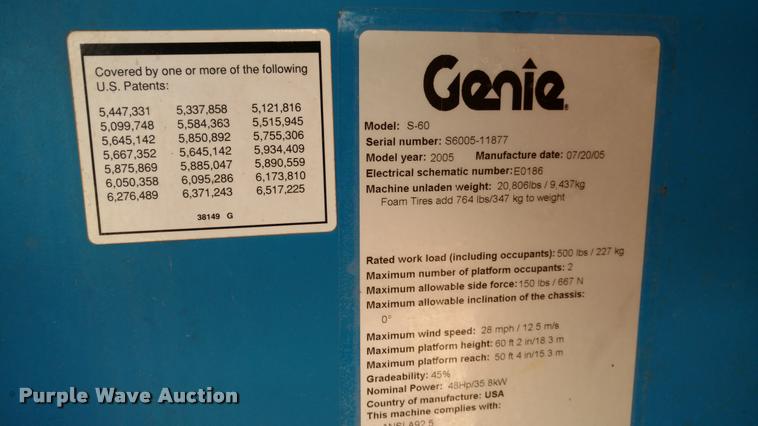 Covered by one or more of the following
U.S. Patents:
5,447,331 5,337,858 5,121,816
5,099,748 5,584,363 5,515,945
5,645,142 5,850,892 5,755,306
5,667,352 5,645,142 5,934,409
5,875,869 5,885,047 5,890,559
6,050,358 6,095,286 6,173,810
6,276,489 6,371,243 6,517,225
38149 G
Genie
Model: S-60
Serial number: S6005-11877
Model year: 2005 Manufacture date: 07/20/05
Electrical schematic number: E0186
Machine unladen weight: 20,806lbs / 9,437kg
Foam Tires add 764 lbs/347 kg to weight
Rated work load (including occupants): 500 lbs / 227 kg
Maximum number of platform occupants: 2
Maximum allowable side force: 150 lbs / 667 N
Maximum allowable inclination of the chassis:
0°
Maximum wind speed: 28 mph / 12.5 m/s
Maximum platform height: 60 ft 2 in/18.3 m
Maximum platform reach: 50 ft 4 in/15.3 m
Gradeability: 45%
Nominal Power: 48Hp/35.8kW
Country of manufacture: USA
This machine complies with:
ANSI A92.5
Purple Wave Auction